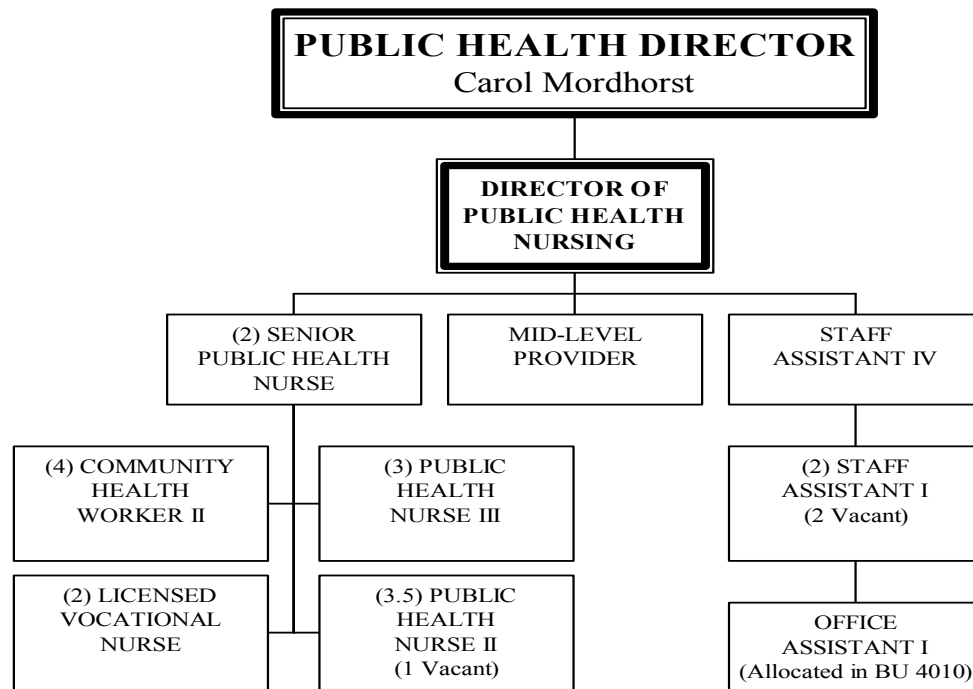 PUBLIC HEALTH DIRECTOR
Carol Mordhorst
DIRECTOR OF
PUBLIC HEALTH
NURSING
(2) SENIOR
PUBLIC HEALTH
NURSE
MID-LEVEL
PROVIDER
STAFF
ASSISTANT IV
(4) COMMUNITY
HEALTH
WORKER II
(3) PUBLIC
HEALTH
NURSE III
(2) STAFF
ASSISTANT I
(2 Vacant)
(2) LICENSED
VOCATIONAL
NURSE
(3.5) PUBLIC
HEALTH
NURSE II
(1 Vacant)
OFFICE
ASSISTANT I
(Allocated in BU 4010)